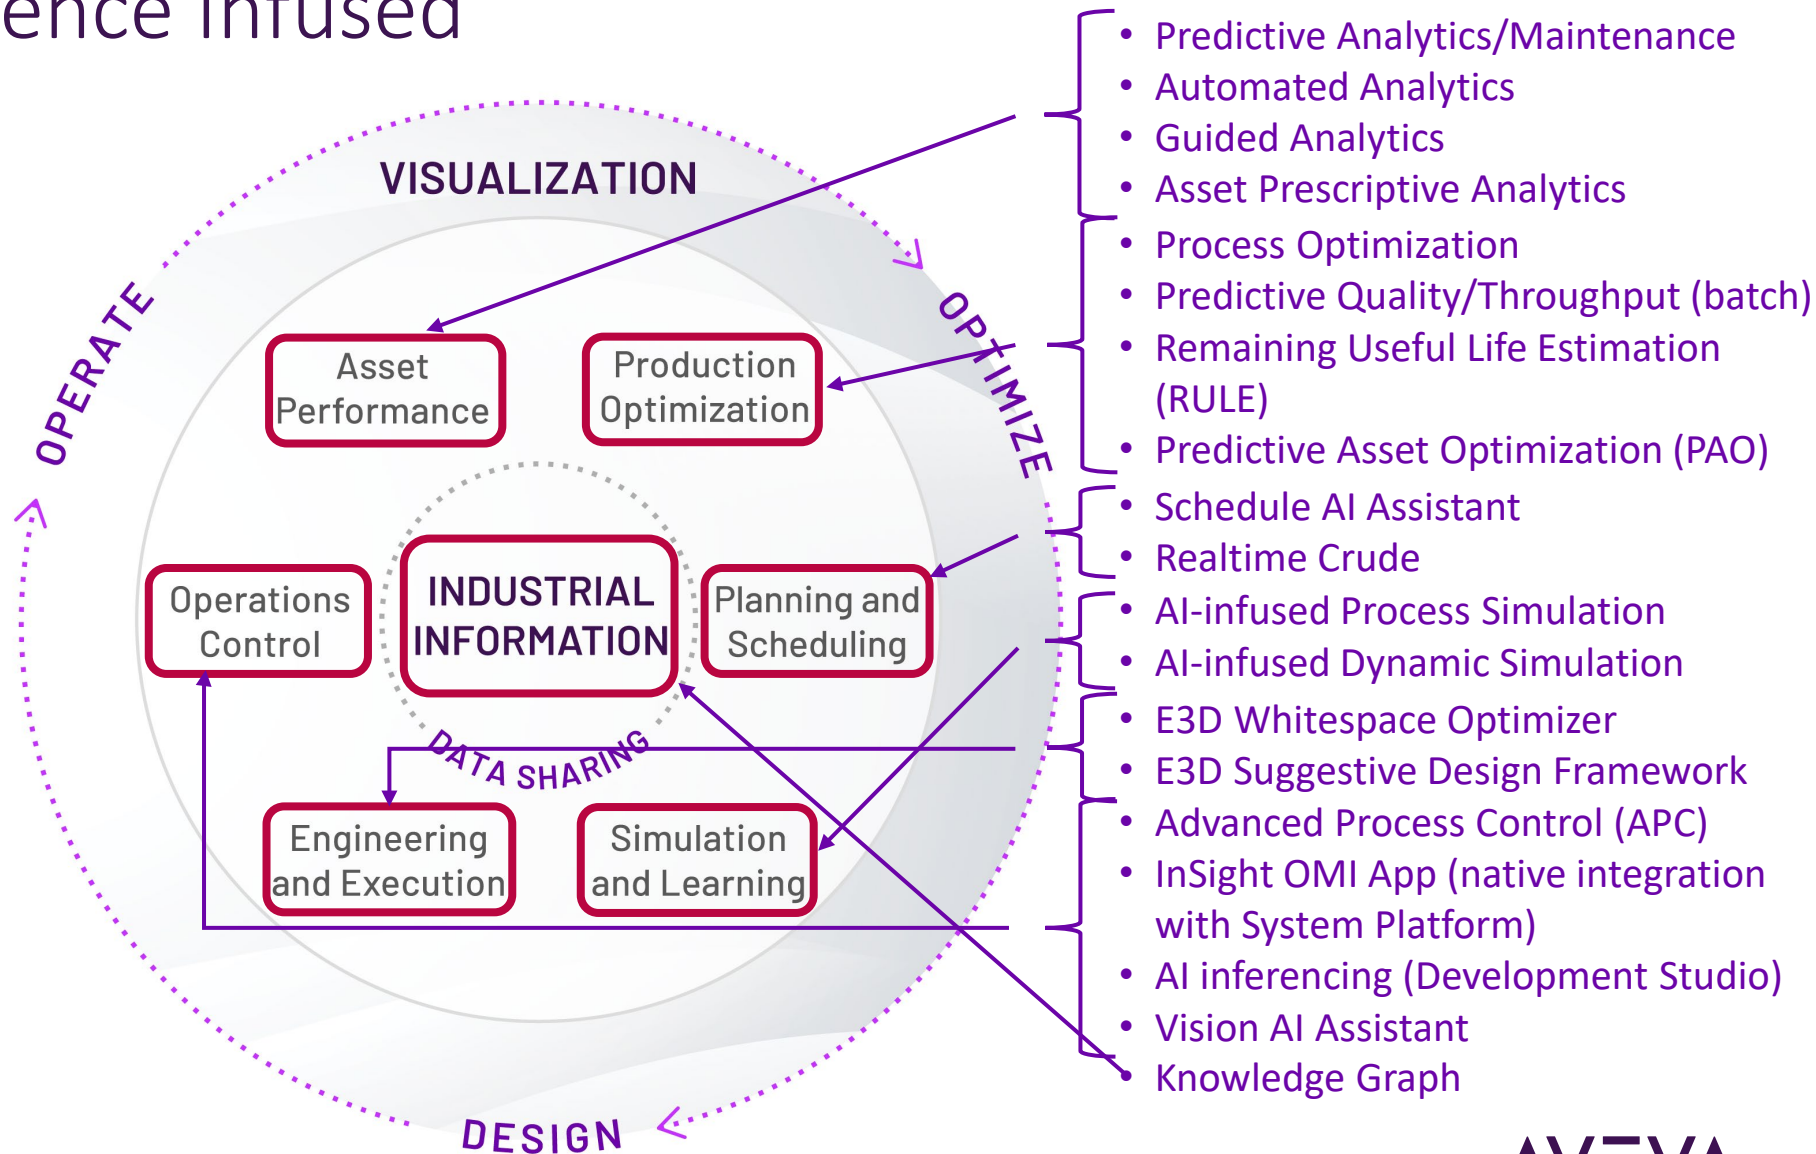 ence Infused
VISUALIZATION
OPERATE
OPTIMIZE
Asset
Performance
Production
Optimization
Operations
Control
INDUSTRIAL
INFORMATION
Planning and
Scheduling
DATA SHARING
Engineering
and Execution
Simulation
and Learning
DESIGN
• Predictive Analytics/Maintenance
• Automated Analytics
• Guided Analytics
• Asset Prescriptive Analytics
• Process Optimization
• Predictive Quality/Throughput (batch)
• Remaining Useful Life Estimation
(RULE)
• Predictive Asset Optimization (PAO)
• Schedule AI Assistant
• Realtime Crude
• AI-infused Process Simulation
• AI-infused Dynamic Simulation
• E3D Whitespace Optimizer
• E3D Suggestive Design Framework
• Advanced Process Control (APC)
• InSight OMI App (native integration
with System Platform)
• AI inferencing (Development Studio)
• Vision AI Assistant
• Knowledge Graph
AVEVA